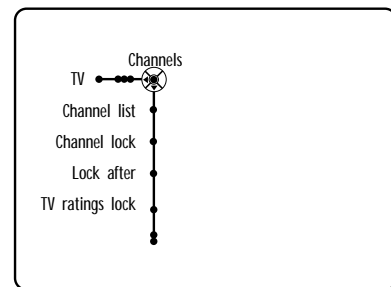 Channels
TV
Channel list
Channel lock
Lock after
TV ratings lock